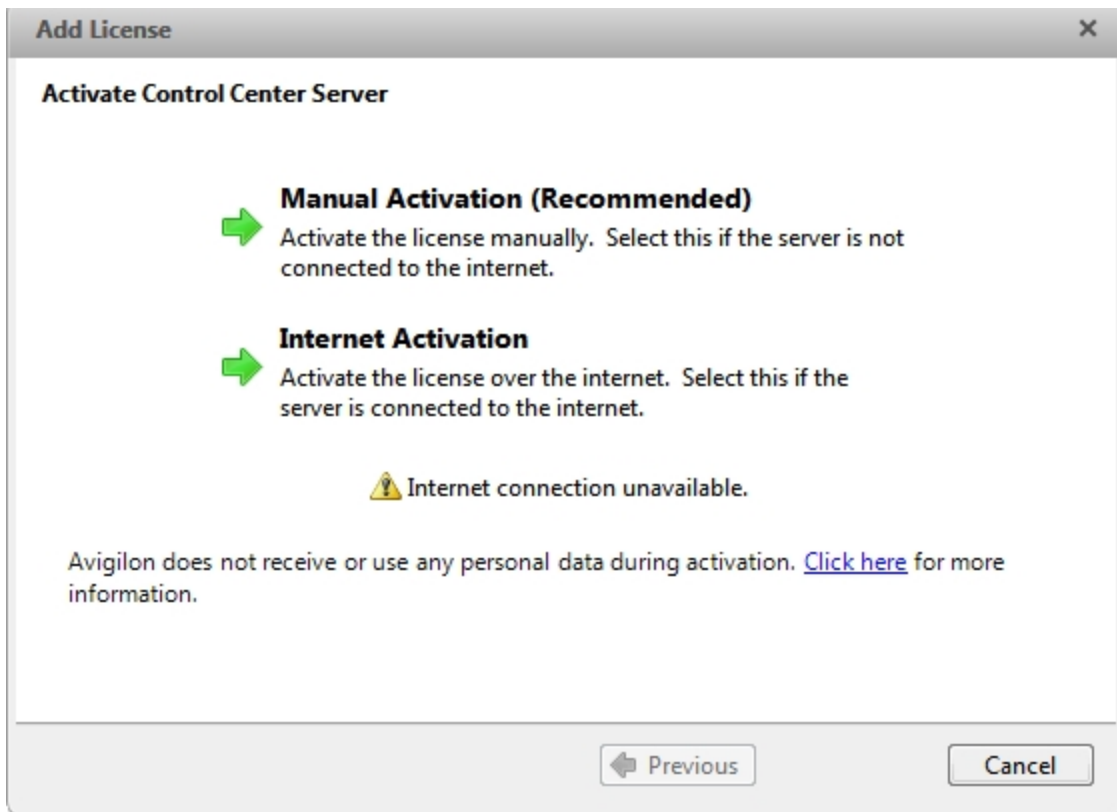 Add License
Activate Control Center Server
Manual Activation (Recommended)
Activate the license manually. Select this if the server is not
connected to the internet.
Internet Activation
Activate the license over the internet. Select this if the
server is connected to the internet.
Internet connection unavailable.
Avigilon does not receive or use any personal data during activation. Click here for more
information.
Previous
Cancel